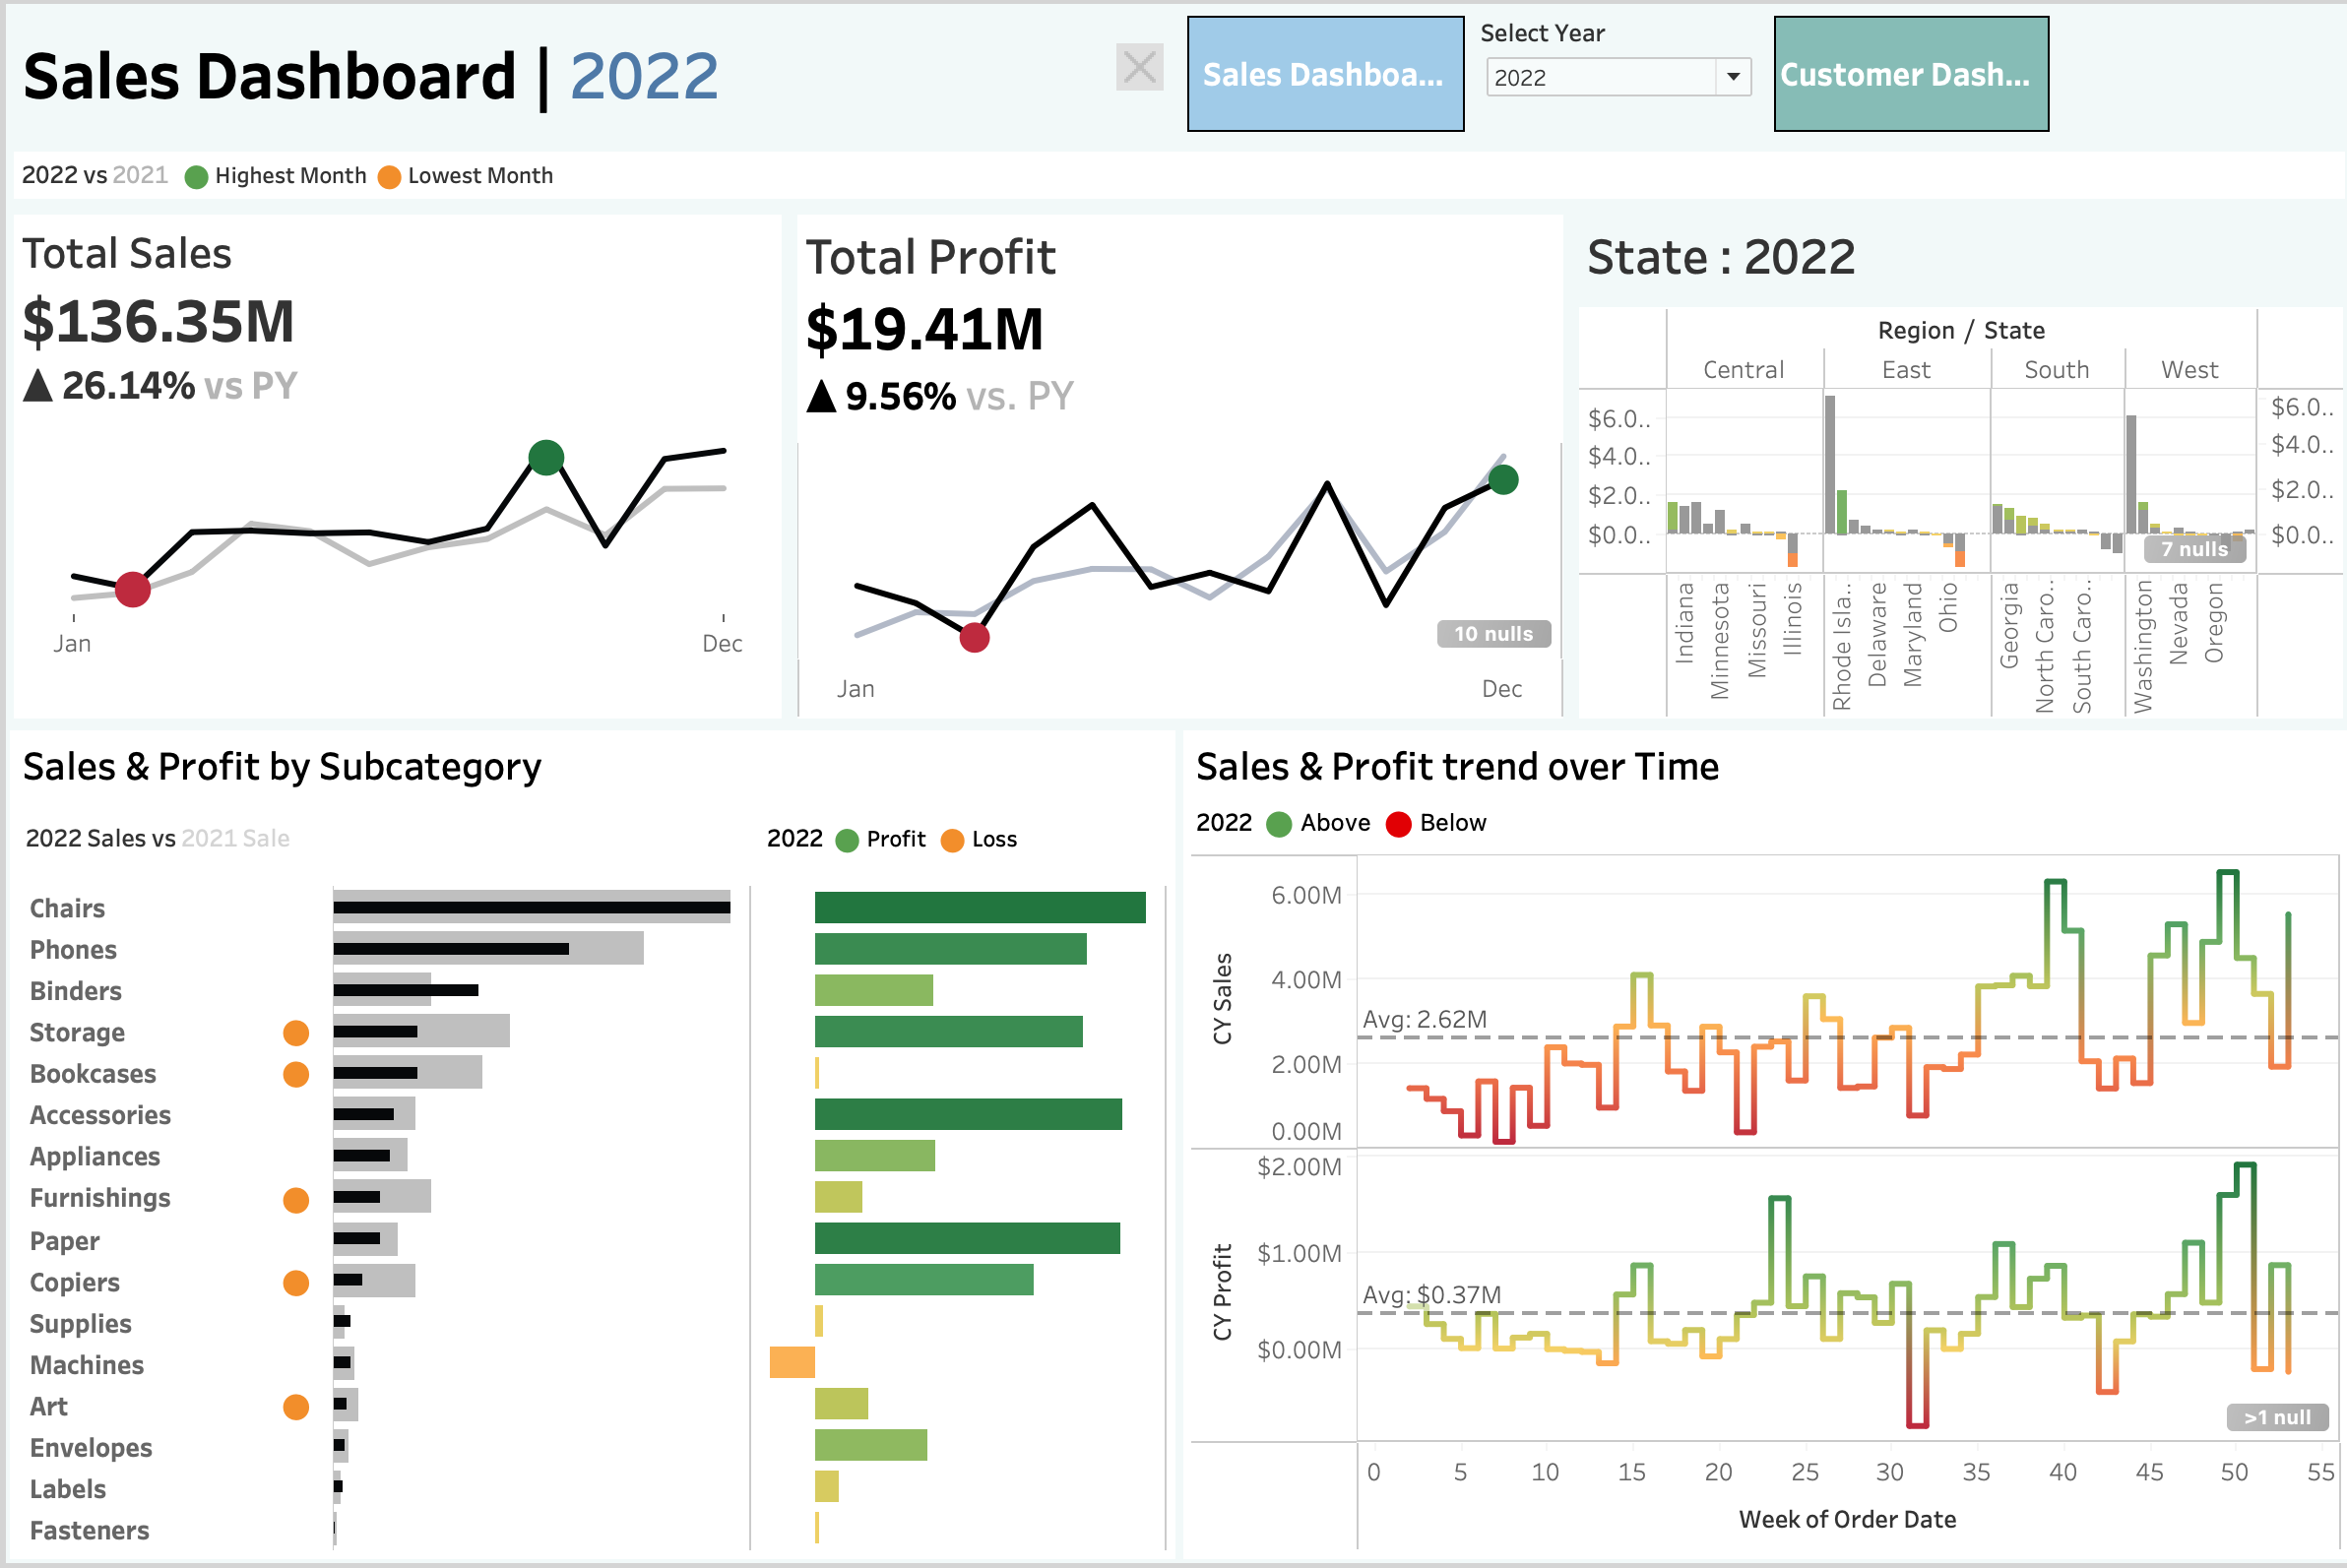 Sales Dashboard | 2022
Sales Dashboa...
Select Year
2022
Customer Dash...
2022 vs 2021 Highest Month Lowest Month
Total Sales
$136.35M
▲ 26.14% vs PY
Jan Dec
Total Profit
$19.41M
▲ 9.56% vs. PY
10 nulls
Jan Dec
State : 2022
Region / State
Central East South West
$6.0.. $6.0..
$4.0.. $4.0..
$2.0.. $2.0..
$0.0.. $0.0..
7 nulls
Indiana
Minnesota
Missouri
Illinois
Rhode Isla..
Delaware
Maryland
Ohio
Georgia
North Caro..
South Caro..
Washington
Nevada
Oregon
Sales & Profit by Subcategory
2022 Sales vs 2021 Sale
2022 Profit Loss
Chairs
Phones
Binders
Storage
Bookcases
Accessories
Appliances
Furnishings
Paper
Copiers
Supplies
Machines
Art
Envelopes
Labels
Fasteners
Sales & Profit trend over Time
2022 Above Below
CY Sales
6.00M
4.00M
Avg: 2.62M
2.00M
0.00M
CY Profit
$2.00M
$1.00M
Avg: $0.37M
$0.00M
>1 null
0 5 10 15 20 25 30 35 40 45 50 55
Week of Order Date